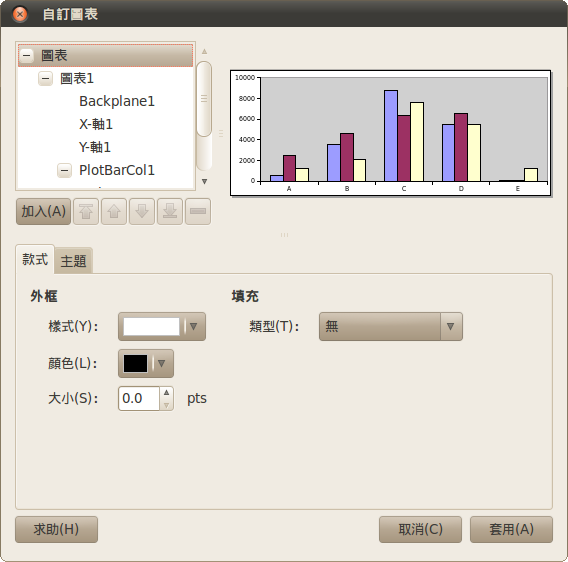 自訂圖表
圖表
圖表1
Backplane1
X-軸1
Y-軸1
PlotBarCol1
10000
8000
6000
4000
2000
0
A B C D E
加入(A)
款式 主題
外框 填充
樣式(Y): 類型(T): 無
顏色(L):
大小(S): 0.0 pts
求助(H) 取消(C) 套用(A)